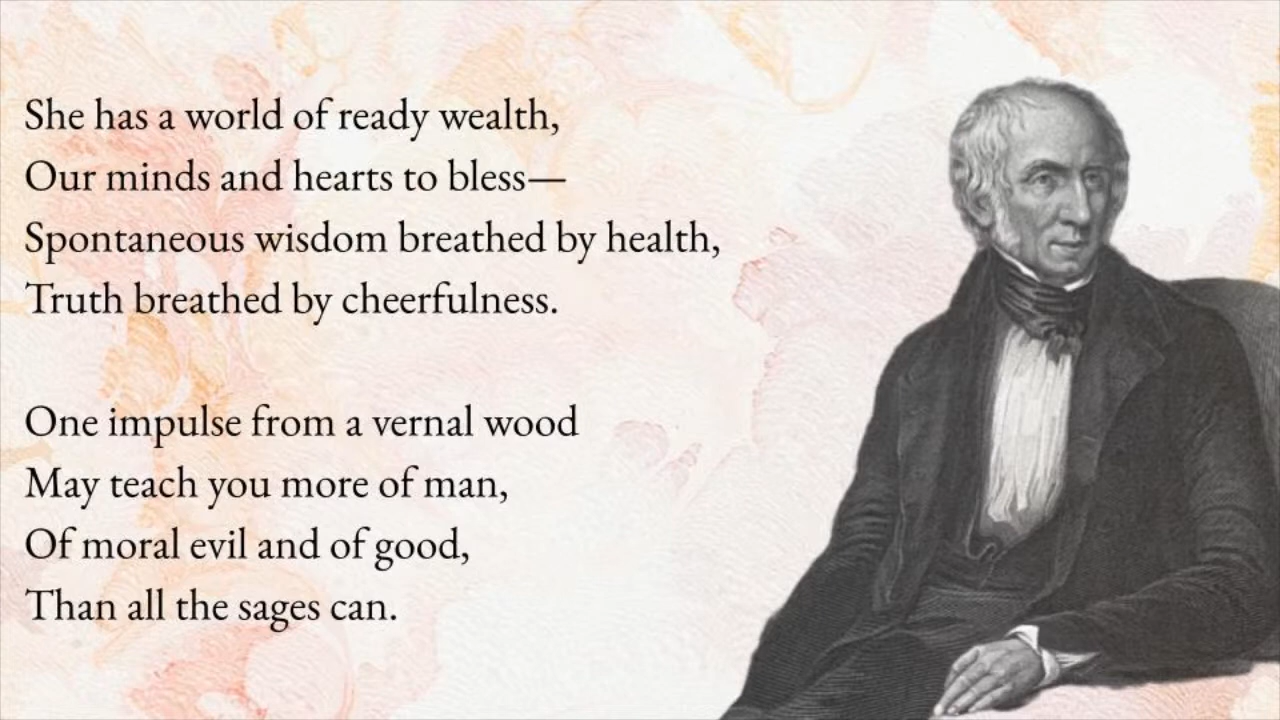 She has a world of ready wealth,
Our minds and hearts to bless—
Spontaneous wisdom breathed by health,
Truth breathed by cheerfulness.
One impulse from a vernal wood
May teach you more of man,
Of moral evil and of good,
Than all the sages can.